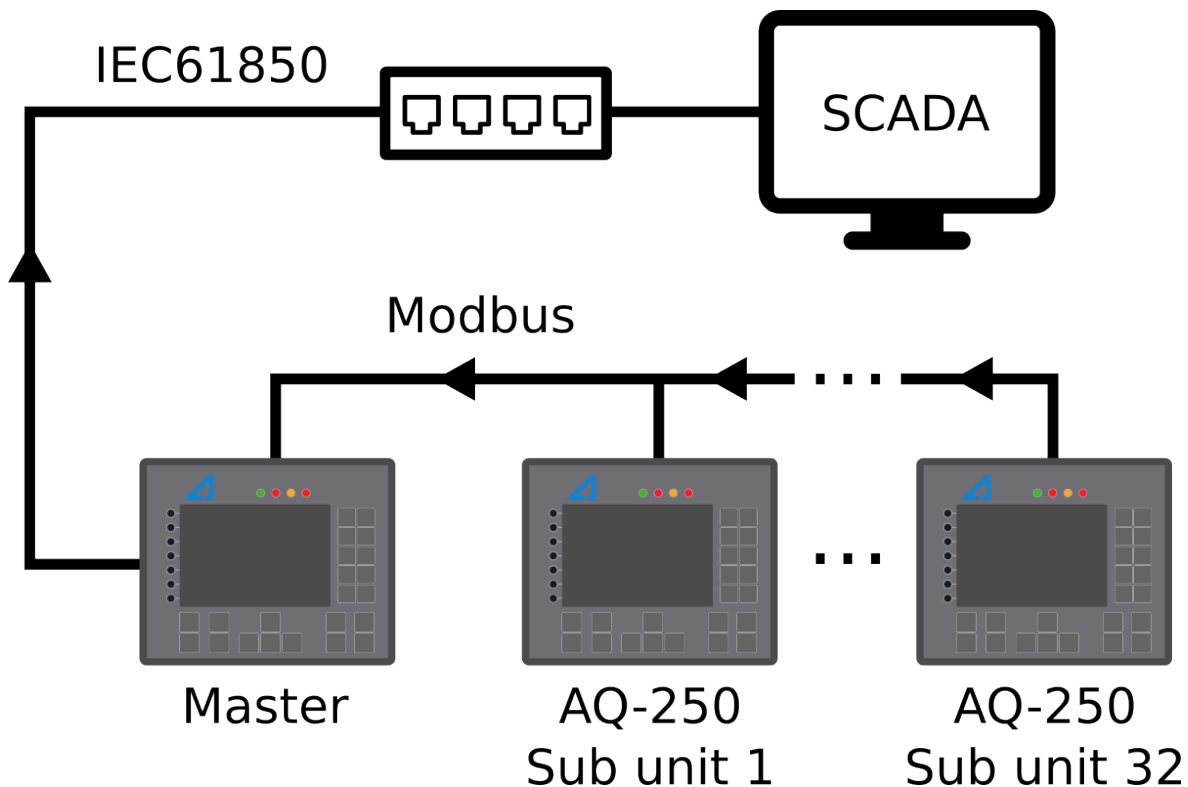 IEC61850
SCADA
Modbus
Master
AQ-250
Sub unit 1
AQ-250
Sub unit 32